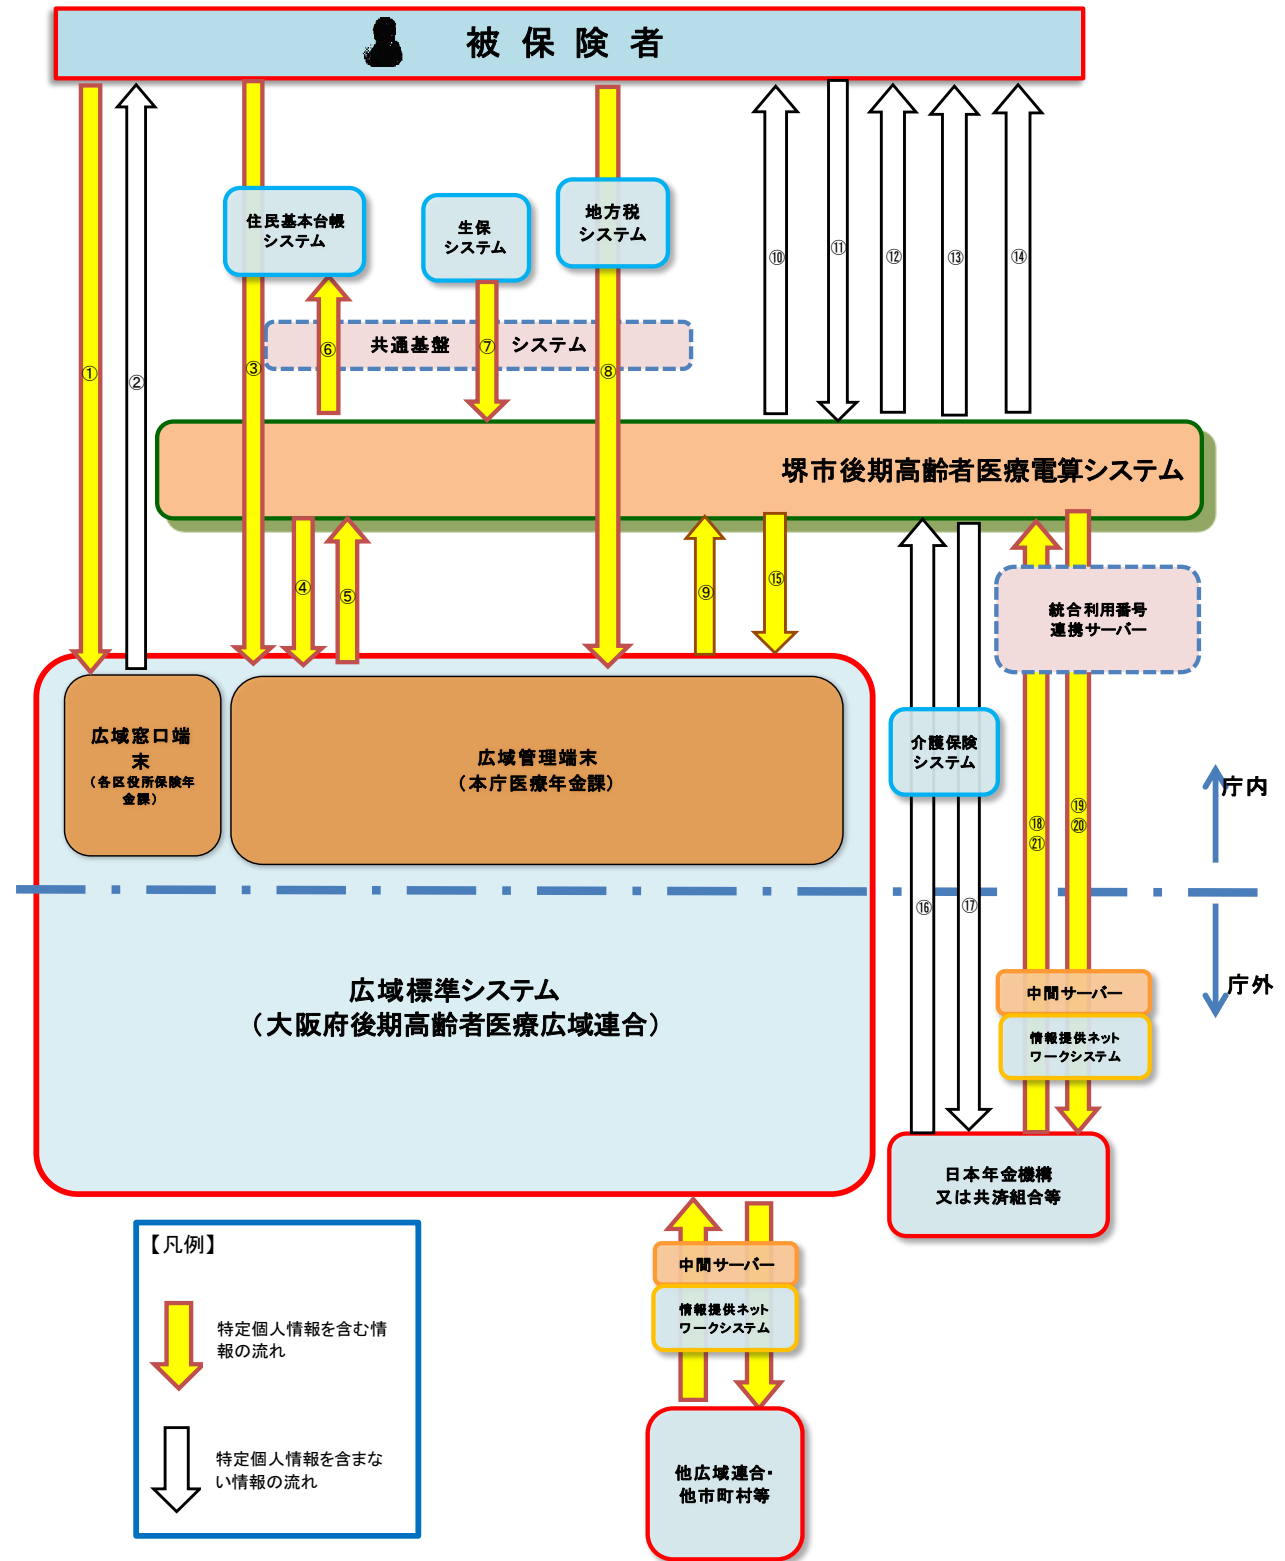 被保険者
住民基本台帳
システム
生保
システム
地方税
システム
⑩
⑪
⑫
⑬
⑭
共通基盤 システム
①
②
③
⑥
⑦
⑧
堺市後期高齢者医療電算システム
④
⑤
⑨
⑮
統合利用番号
連携サーバー
広域窓口端
末
(各区役所保険年
金課)
広域管理端末
(本庁医療年金課)
介護保険
システム
⑱
㉑
⑲
⑳
庁内
⑯
⑰
庁外
広域標準システム
(大阪府後期高齢者医療広域連合)
中間サーバー
情報提供ネット
ワークシステム
日本年金機構
又は共済組合等
【凡例】
特定個人情報を含む情
報の流れ
特定個人情報を含まな
い情報の流れ
中間サーバー
情報提供ネット
ワークシステム
他広域連合・
他市町村等